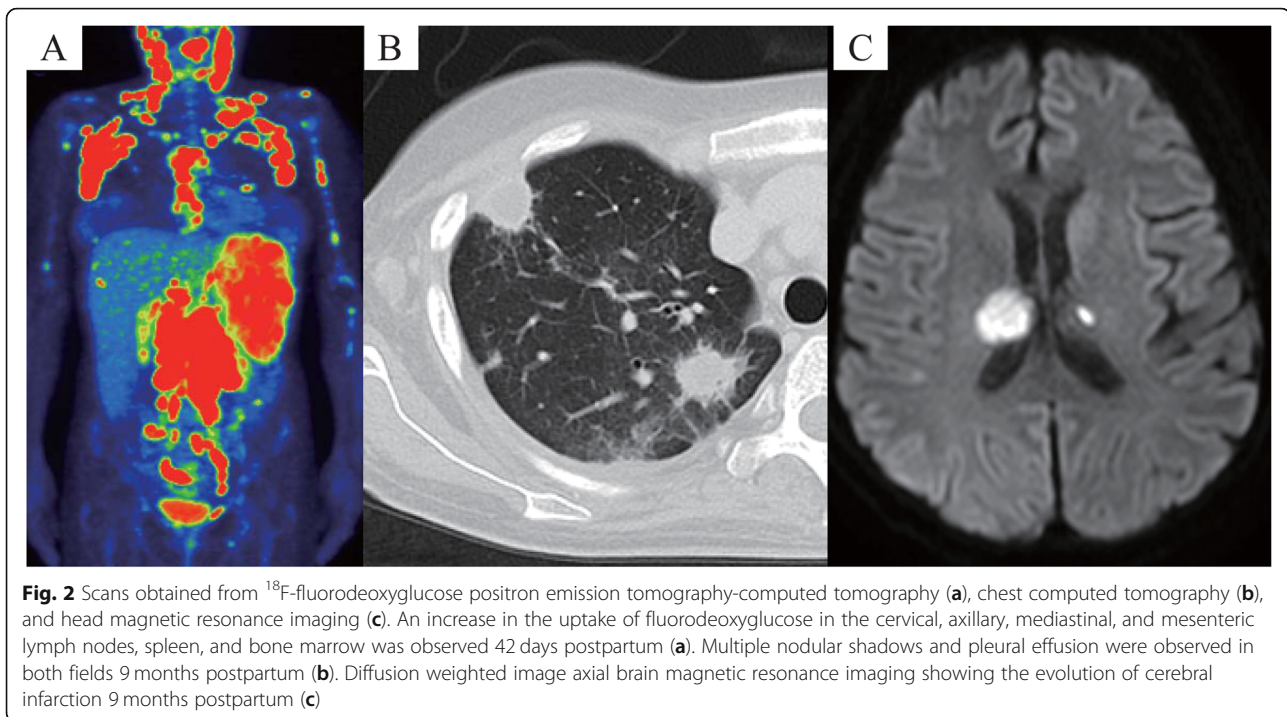 A
B
C
Fig. 2 Scans obtained from ¹⁸F-fluorodeoxyglucose positron emission tomography-computed tomography (a), chest computed tomography (b),
and head magnetic resonance imaging (c). An increase in the uptake of fluorodeoxyglucose in the cervical, axillary, mediastinal, and mesenteric
lymph nodes, spleen, and bone marrow was observed 42 days postpartum (a). Multiple nodular shadows and pleural effusion were observed in
both fields 9 months postpartum (b). Diffusion weighted image axial brain magnetic resonance imaging showing the evolution of cerebral
infarction 9 months postpartum (c)